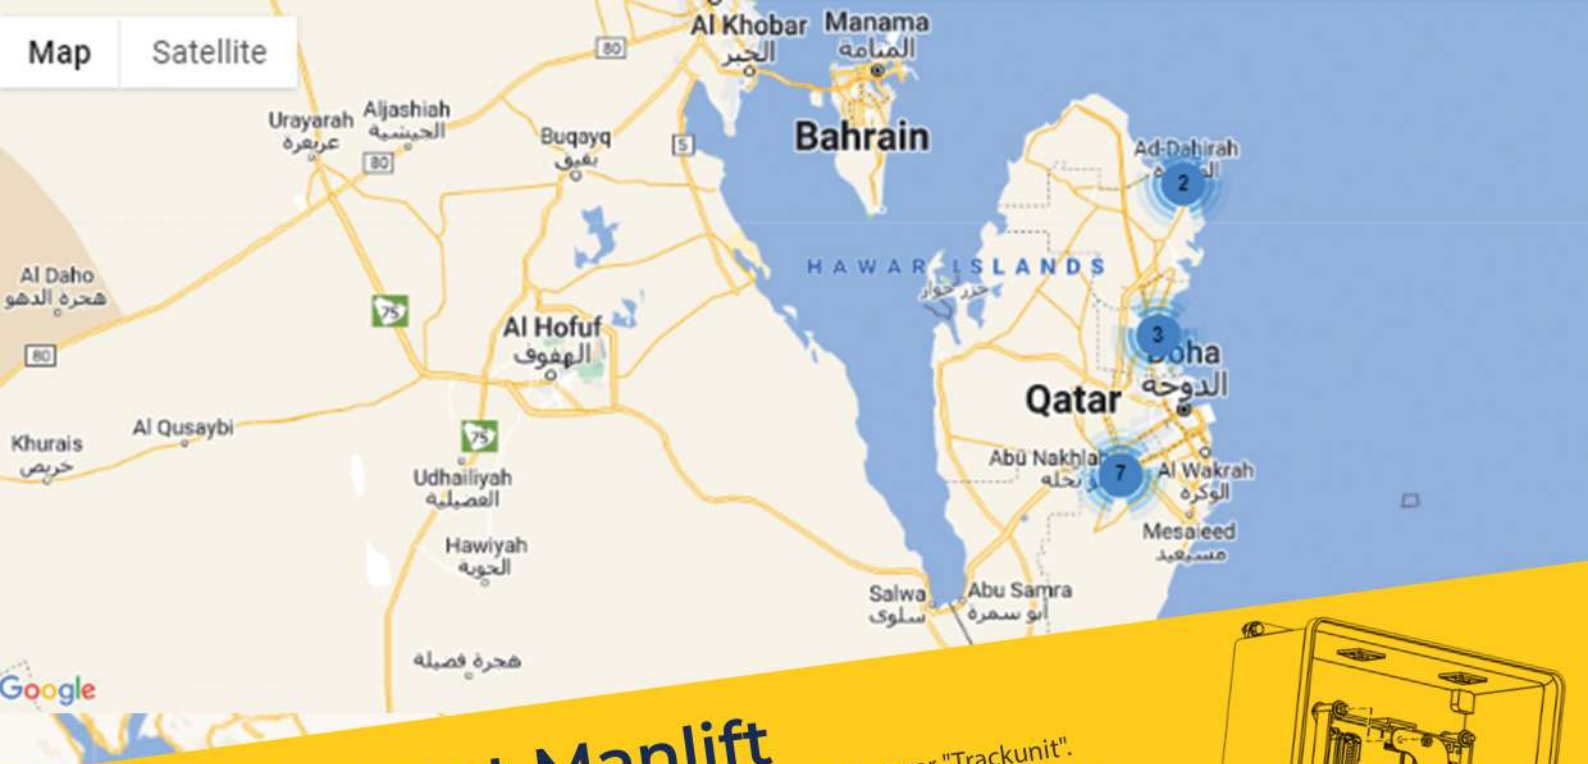 Map
Satellite
Al Khobar
الخبر
Manama
المنامة
80
Urayarah
عريعرة
Aljashiah
الجيشية
80
Buqayq
بقيق
5
Bahrain
Ad-Dahirah
2
HAWAR ISLANDS
جزر حوار
Al Daho
هجرة الدهو
75
80
Al Hofuf
الهفوف
3
Doha
الدوحة
Qatar
Al Qusaybi
75
Khurais
خريص
Abū Nakhlah
7
Al Wakrah
الوكرة
Udhailiyah
العضيلية
Mesaieed
مسيعيد
Hawiyah
الحوية
Salwa
سلوى
Abu Samra
أبو سمرة
هجرة فضيلة
Google
Manlift
"Trackunit".